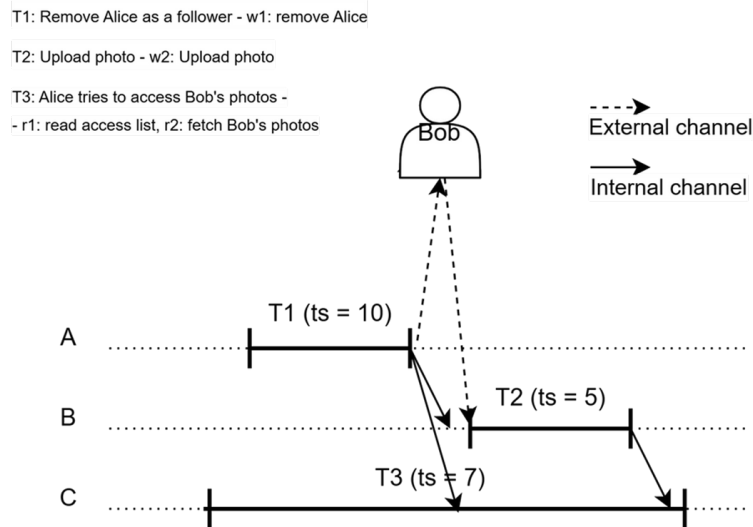 T1: Remove Alice as a follower - w1: remove Alice
T2: Upload photo - w2: Upload photo
T3: Alice tries to access Bob's photos -
- r1: read access list, r2: fetch Bob's photos
Bob
External channel
Internal channel
T1 (ts = 10)
A
T2 (ts = 5)
B
T3 (ts = 7)
C